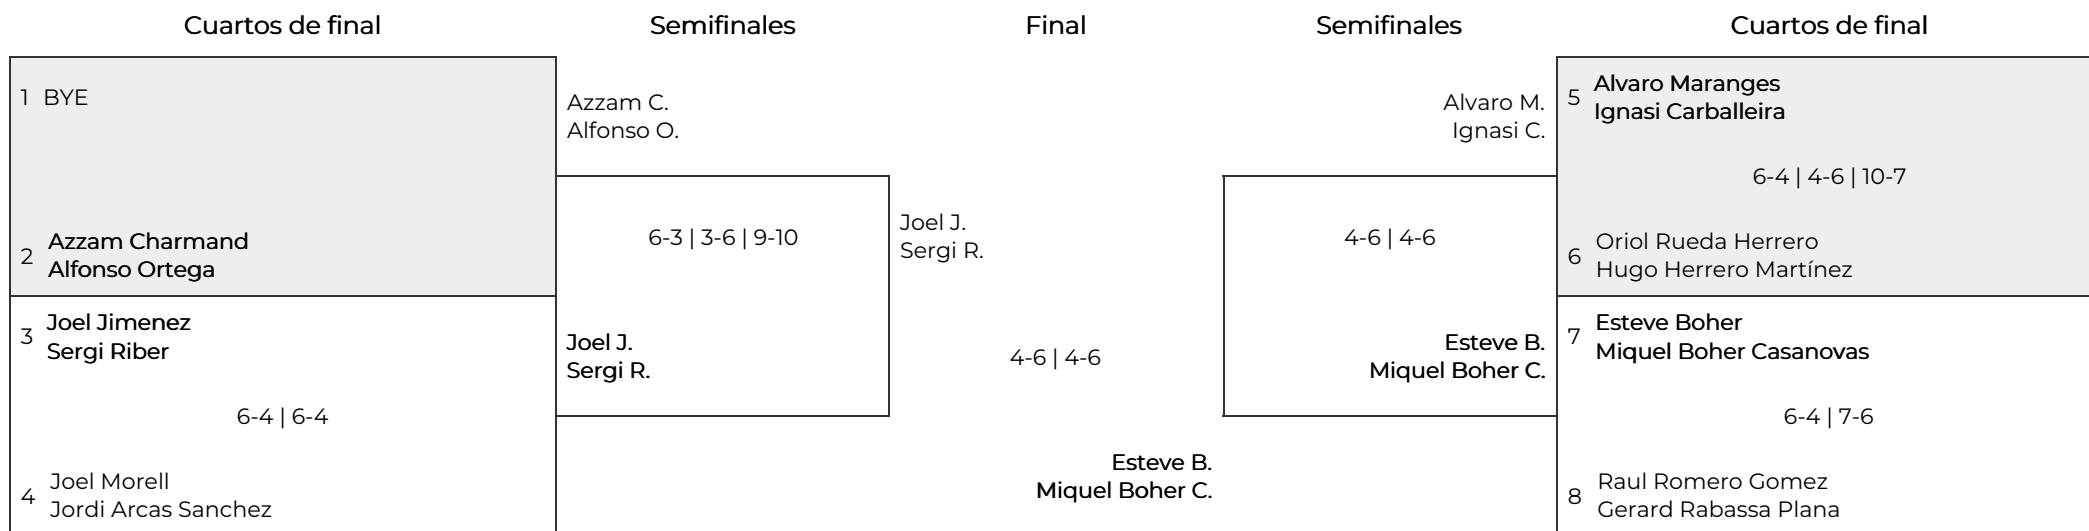 Cuartos de final
Semifinales
Final
Semifinales
Cuartos de final
1 BYE
2 Azzam Charmand
Alfonso Ortega
3 Joel Jimenez
Sergi Riber
6-4 | 6-4
4 Joel Morell
Jordi Arcas Sanchez
Azzam C.
Alfonso O.
6-3 | 3-6 | 9-10
Joel J.
Sergi R.
Joel J.
Sergi R.
4-6 | 4-6
Esteve B.
Miquel Boher C.
Alvaro M.
Ignasi C.
4-6 | 4-6
Esteve B.
Miquel Boher C.
5 Alvaro Maranges
Ignasi Carballeira
6-4 | 4-6 | 10-7
6 Oriol Rueda Herrero
Hugo Herrero Martínez
7 Esteve Boher
Miquel Boher Casanovas
6-4 | 7-6
8 Raul Romero Gomez
Gerard Rabassa Plana